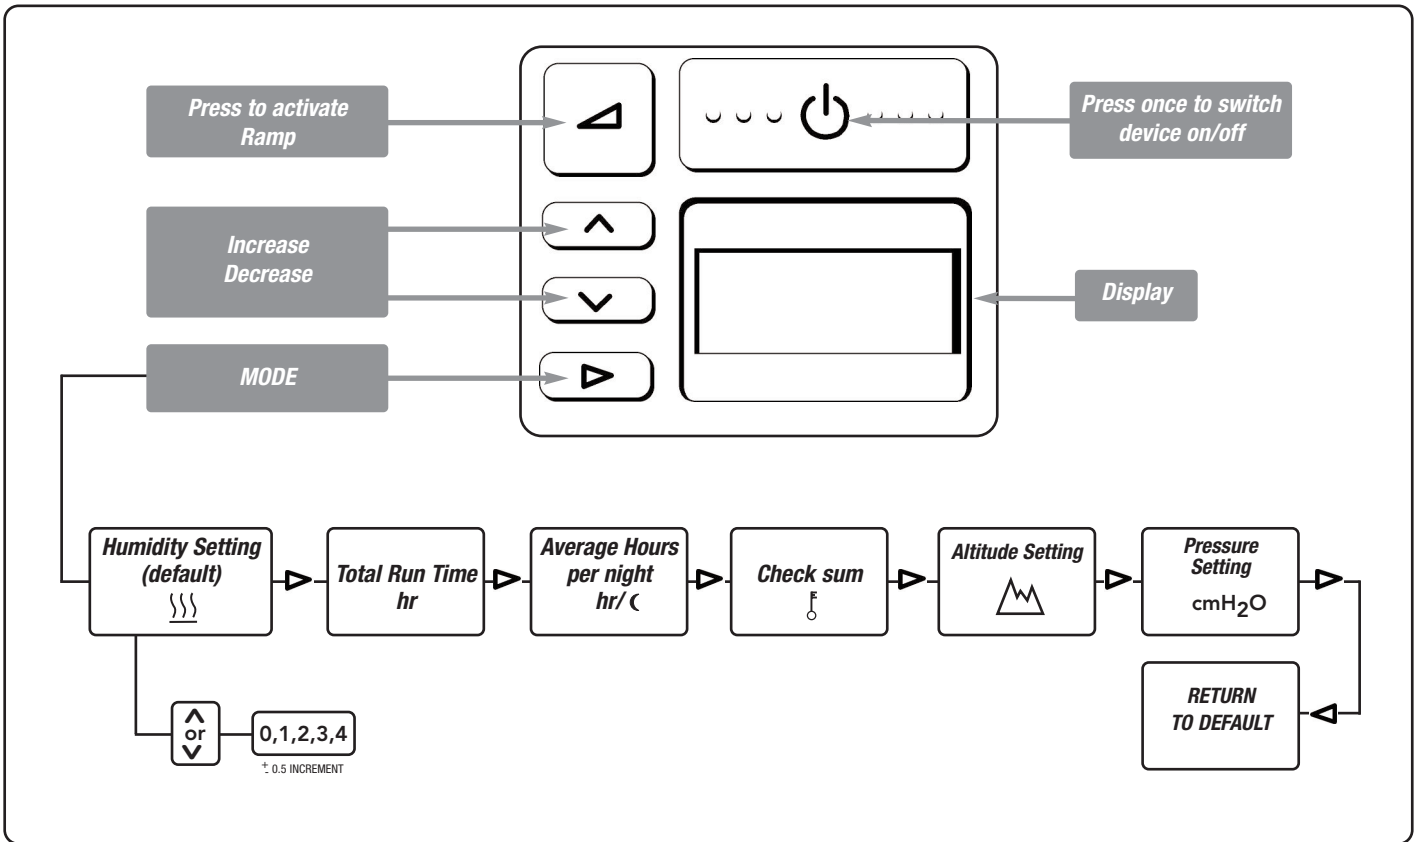 Press to activate
Ramp
Press once to switch
device on/off
Increase
Decrease
Display
MODE
Humidity Setting
(default)
Total Run Time
hr
Average Hours
per night
hr/
Check sum
Altitude Setting
Pressure
Setting
cmH2O
RETURN
TO DEFAULT
or
0,1,2,3,4
± 0.5 INCREMENT